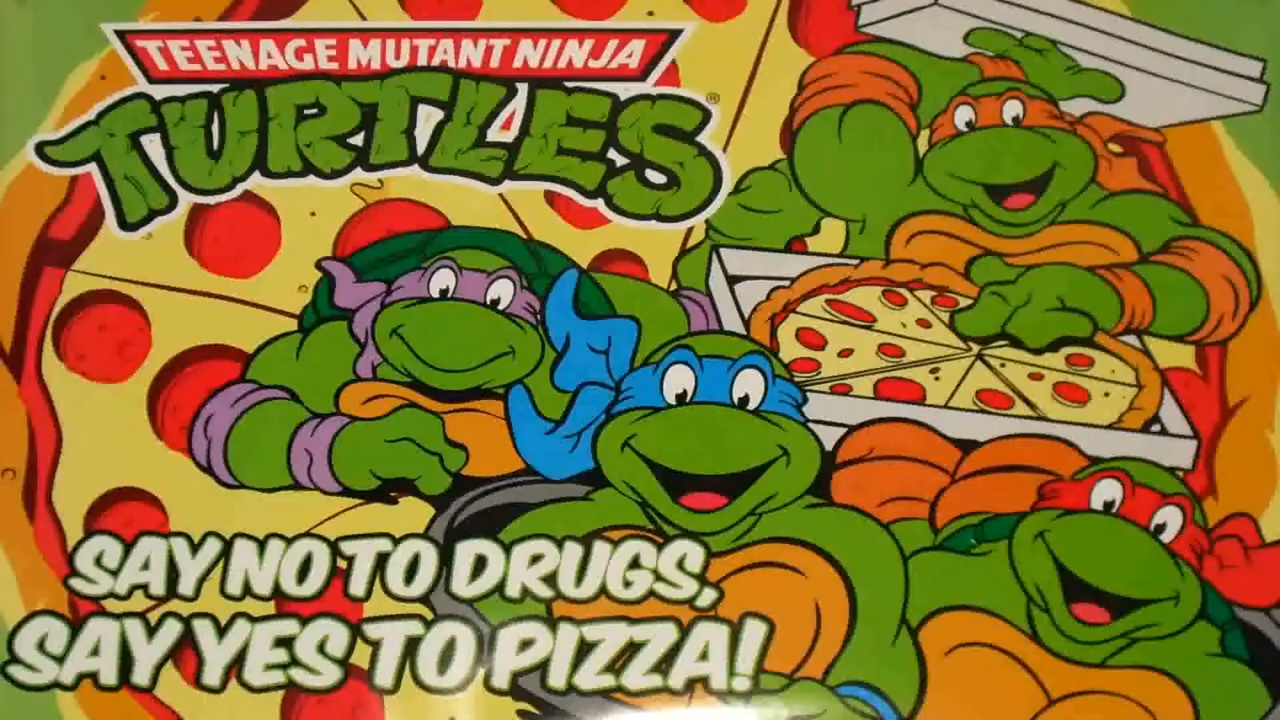 TEENAGE MUTANT NINJA
TURTLES®
SAY NO TO DRUGS,
SAY YES TO PIZZA!